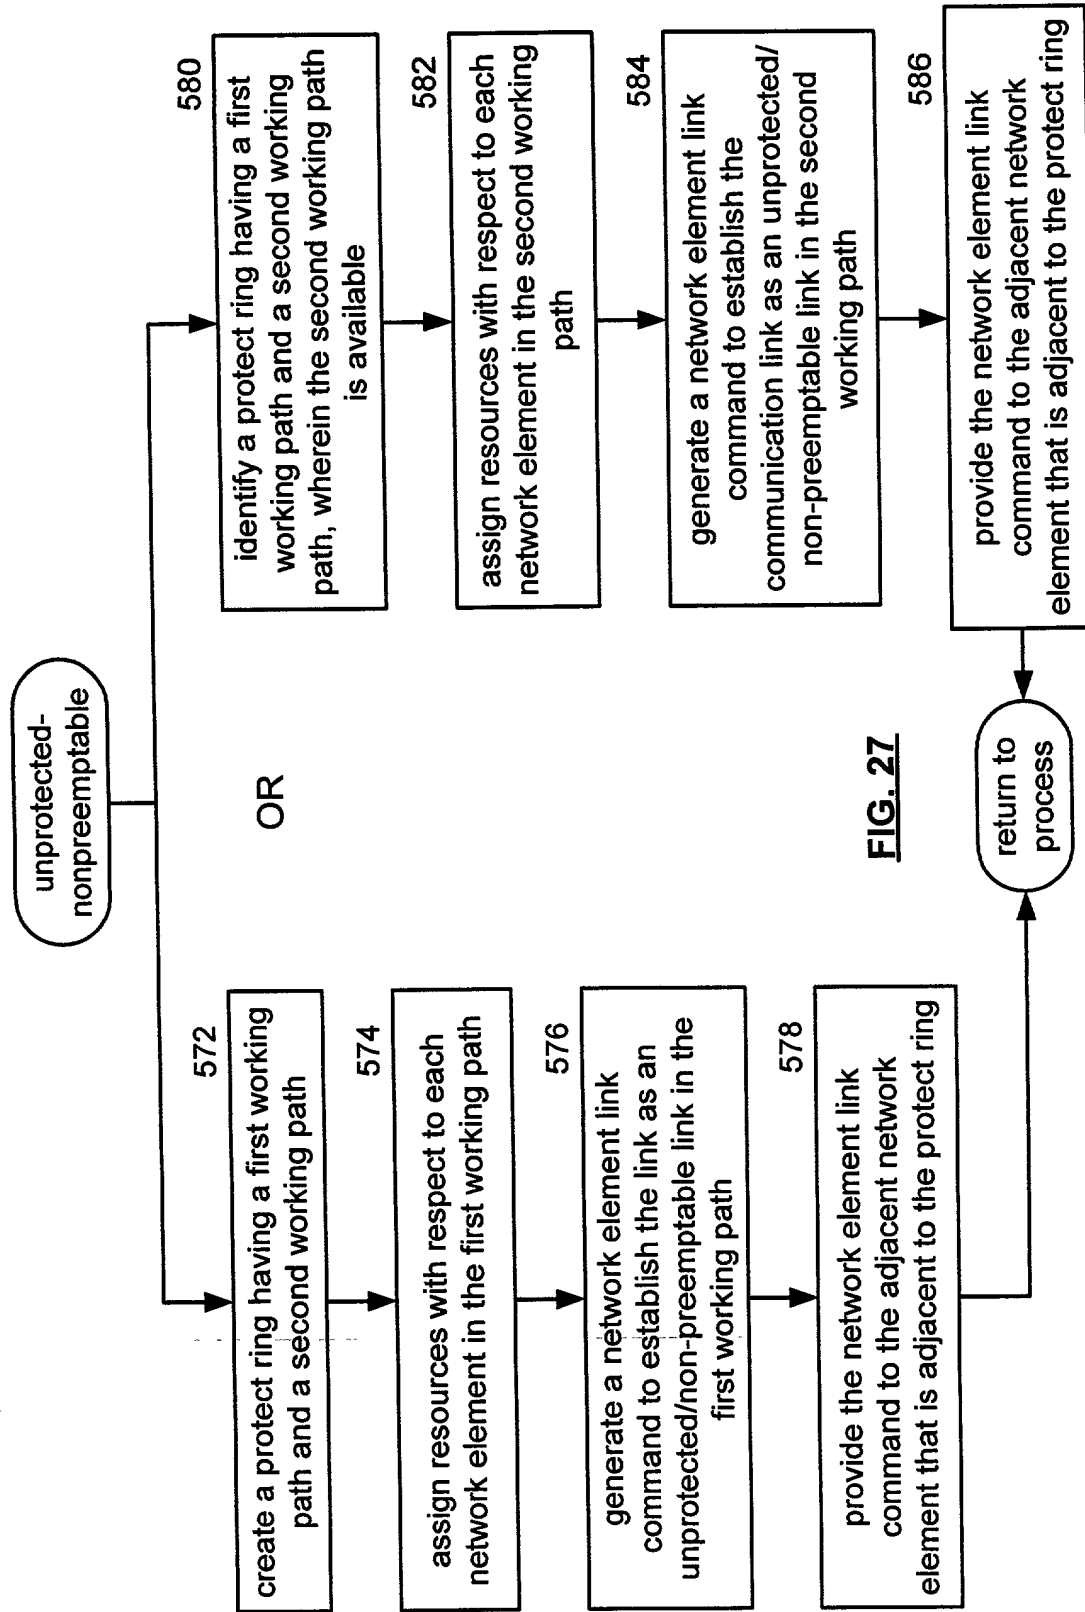 unprotected-
nonpreemptable
OR
572
create a protect ring having a first working
path and a second working path
574
assign resources with respect to each
network element in the first working path
576
generate a network element link
command to establish the link as an
unprotected/non-preemptable link in the
first working path
578
provide the network element link
command to the adjacent network
element that is adjacent to the protect ring
580
identify a protect ring having a first
working path and a second working
path, wherein the second working path
is available
582
assign resources with respect to each
network element in the second working
path
584
generate a network element link
command to establish the
communication link as an unprotected/
non-preemptable link in the second
working path
586
provide the network element link
command to the adjacent network
element that is adjacent to the protect ring
return to
process
FIG. 27